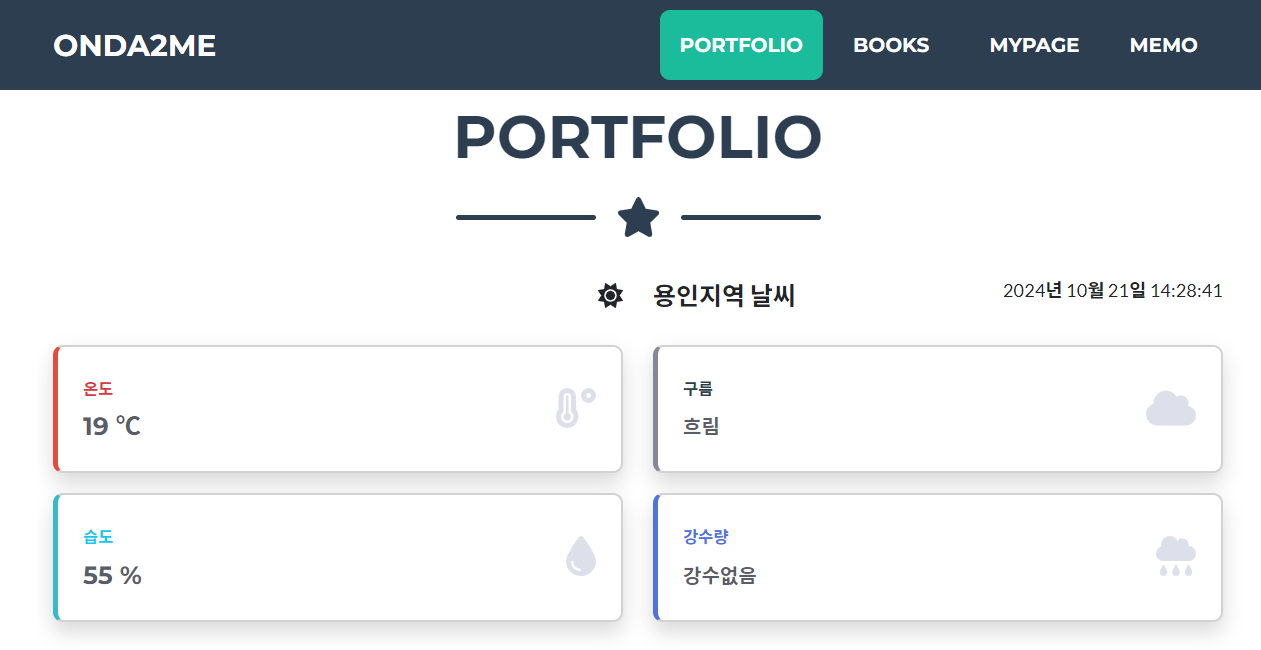 ONDA2ME
PORTFOLIO BOOKS MYPAGE MEMO
PORTFOLIO
용인지역 날씨
2024년 10월 21일 14:28:41
온도
19 ℃
구름
흐림
습도
55 %
강수량
강수없음